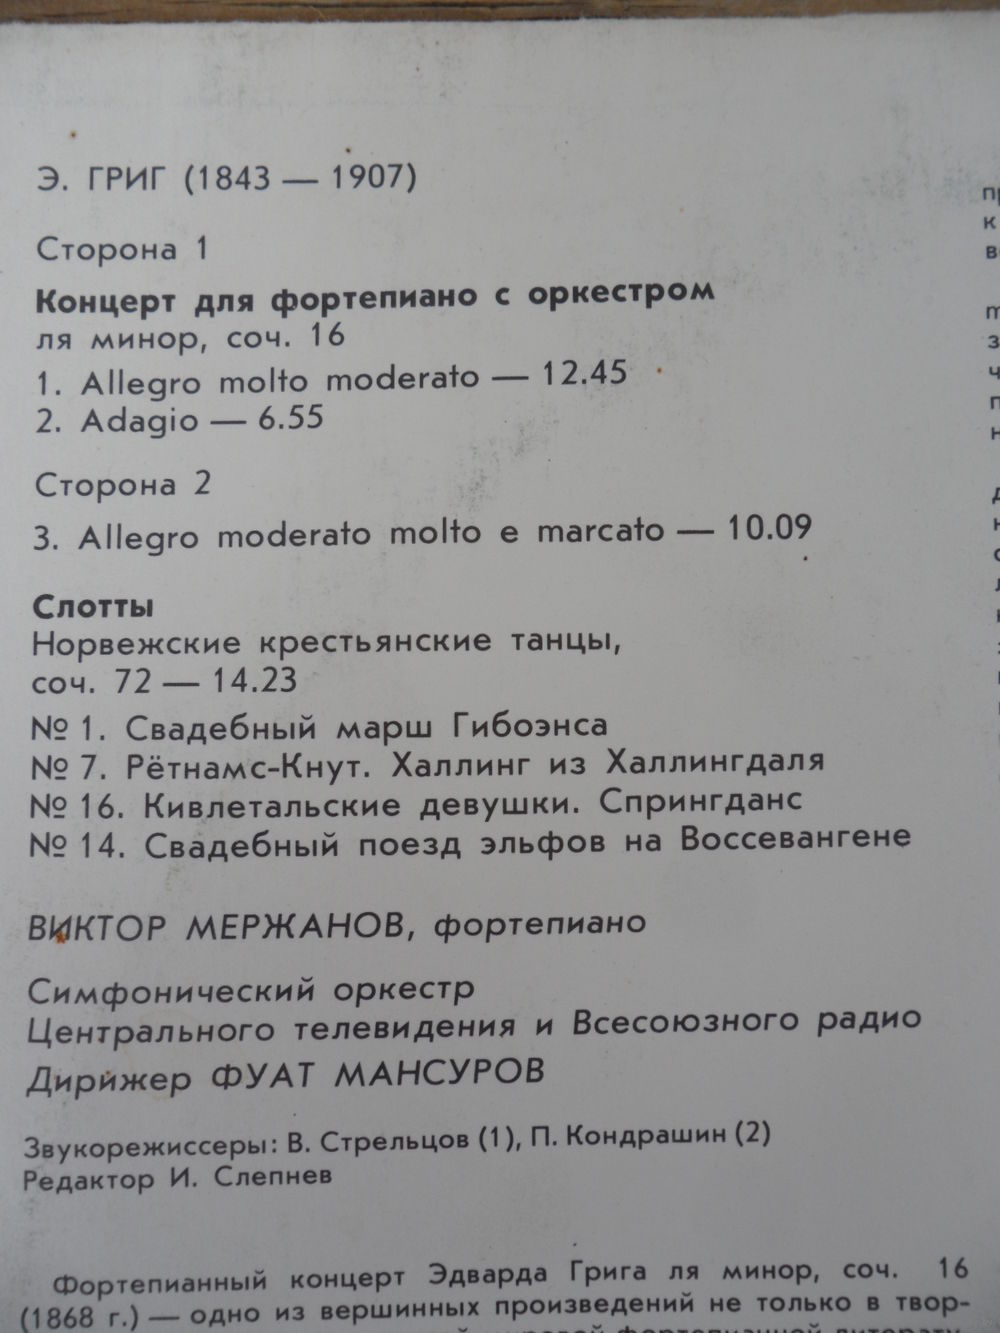 Э. ГРИГ (1843 — 1907)
Сторона 1
Концерт для фортепиано с оркестром
ля минор, соч. 16
1. Allegro molto moderato — 12.45
2. Adagio — 6.55
Сторона 2
3. Allegro moderato molto e marcato — 10.09
Слотты
Норвежские крестьянские танцы,
соч. 72 — 14.23
№ 1. Свадебный марш Гибоэнса
№ 7. Рётнамс-Кнут. Халлинг из Халлингдаля
№ 16. Кивлетальские девушки. Спрингданс
№ 14. Свадебный поезд эльфов на Воссевангене
ВИКТОР МЕРЖАНОВ, фортепиано
Симфонический оркестр
Центрального телевидения и Всесоюзного радио
Дирижер ФУАТ МАНСУРОВ
Звукорежиссеры: В. Стрельцов (1), П. Кондрашин (2)
Редактор И. Слепнев
Фортепианный концерт Эдварда Грига ля минор, соч. 16
(1868 г.) — одно из вершинных произведений не только в твор-